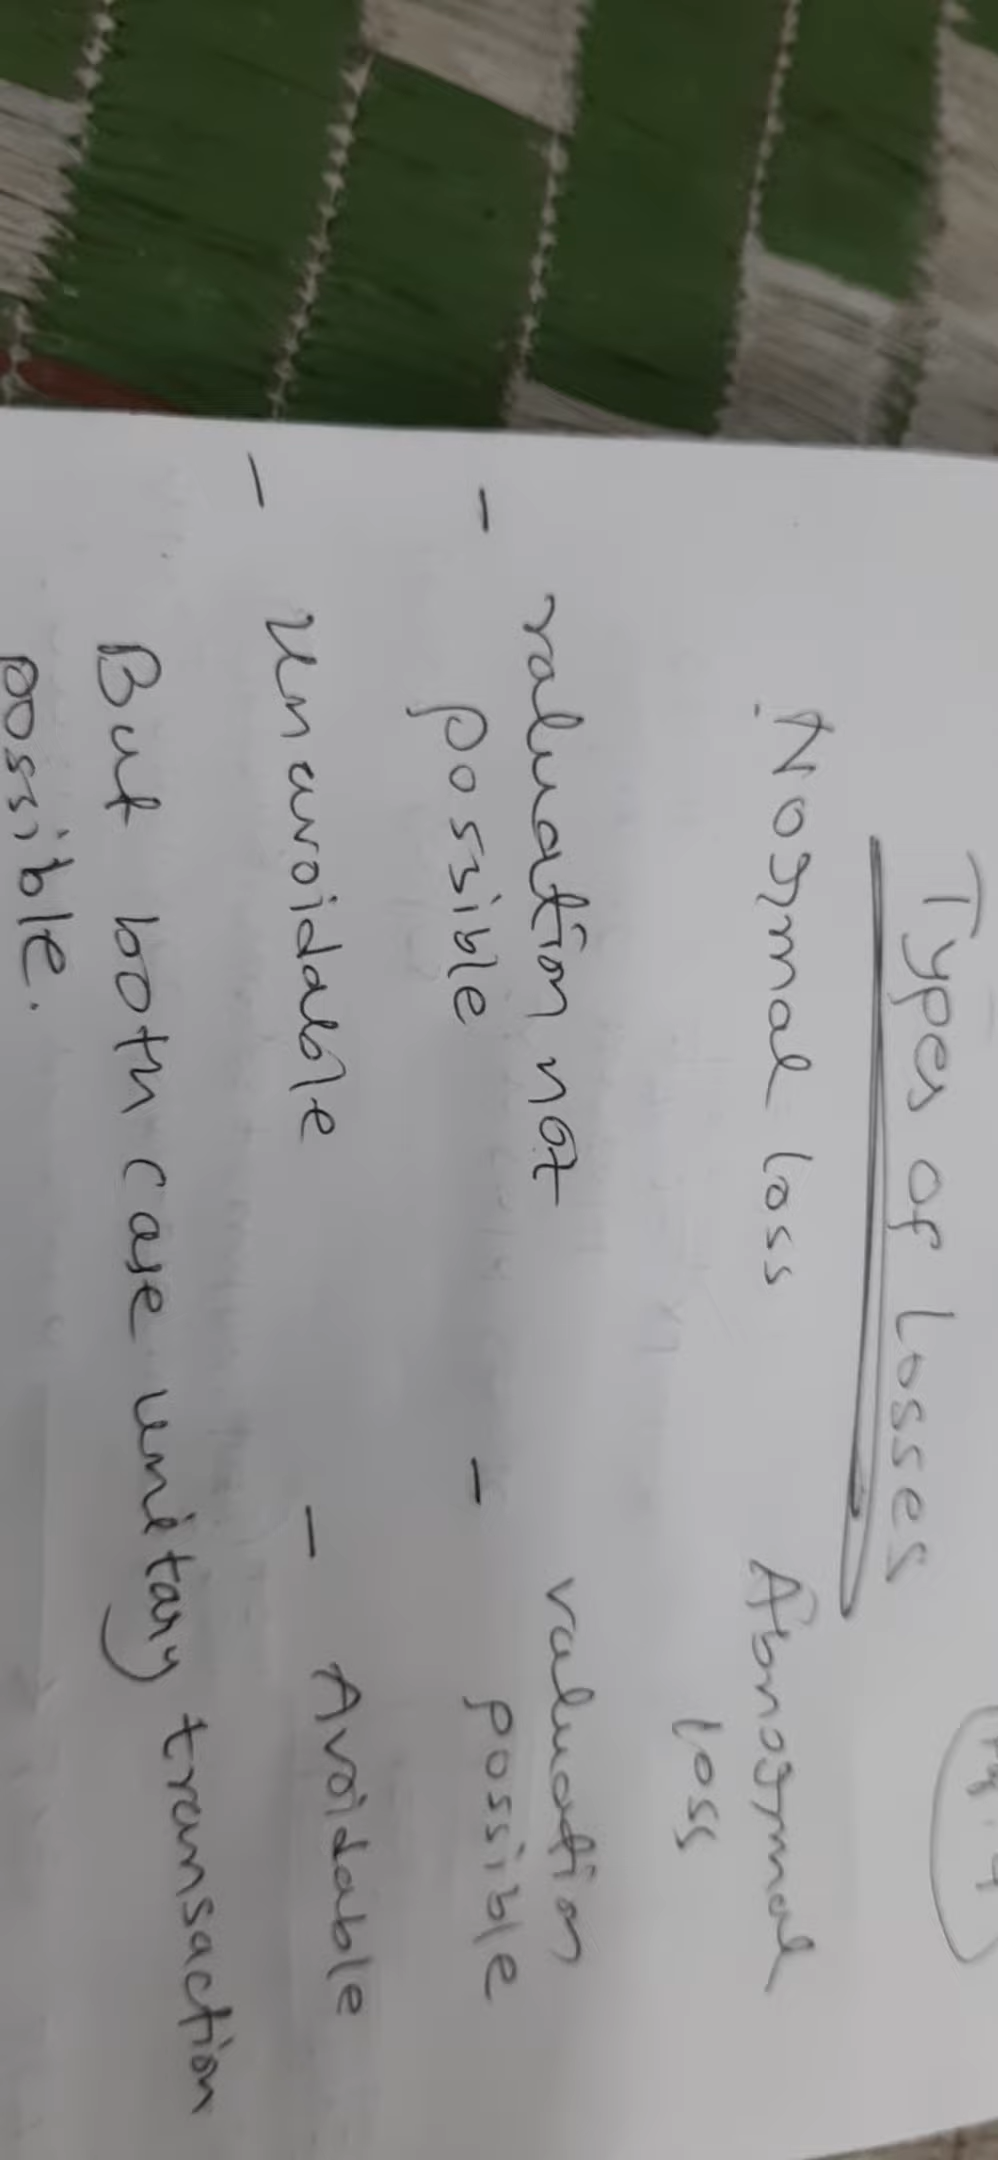 Types of Losses
Normal loss
Abnormal
loss
- valuation not
possible
- valuation
possible
- Unavoidable
- Avoidable
But both case unitary transaction
possible.